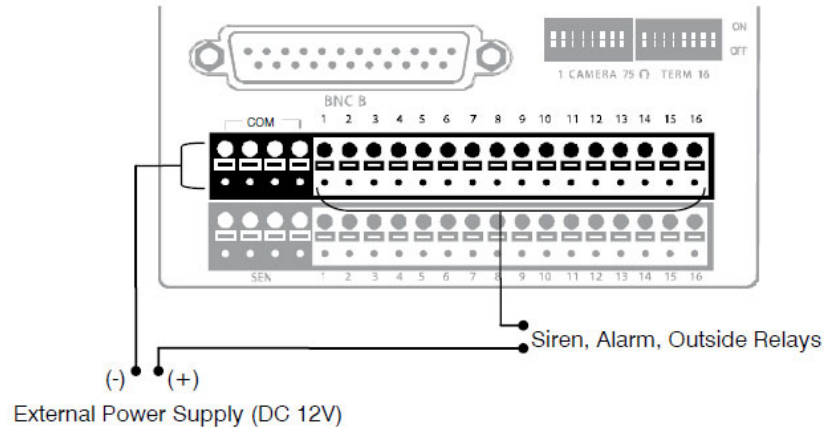 ON
OFF
1 CAMERA 75 Ω TERM 16
BNC B
COM 1 2 3 4 5 6 7 8 9 10 11 12 13 14 15 16
SEN 1 2 3 4 5 6 7 8 9 10 11 12 13 14 15 16
Siren, Alarm, Outside Relays
(-) (+)
External Power Supply (DC 12V)